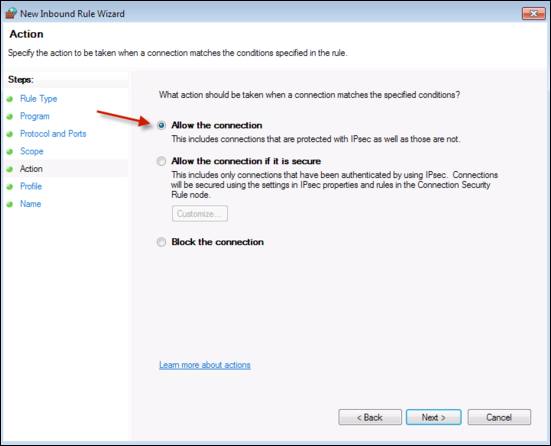 New Inbound Rule Wizard
Action
Specify the action to be taken when a connection matches the conditions specified in the rule.
Steps:
Rule Type
Program
Protocol and Ports
Scope
Action
Profile
Name
What action should be taken when a connection matches the specified conditions?
Allow the connection
This includes connections that are protected with IPsec as well as those are not.
Allow the connection if it is secure
This includes only connections that have been authenticated by using IPsec. Connections
will be secured using the settings in IPsec properties and rules in the Connection Security
Rule node.
Customize...
Block the connection
Learn more about actions
< Back
Next >
Cancel